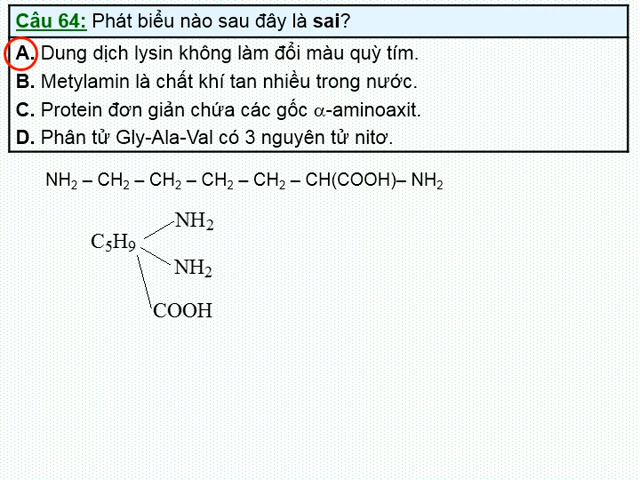 Câu 64: Phát biểu nào sau đây là sai?
A. Dung dịch lysin không làm đổi màu quỳ tím.
B. Metylamin là chất khí tan nhiều trong nước.
C. Protein đơn giản chứa các gốc α-aminoaxit.
D. Phân tử Gly-Ala-Val có 3 nguyên tử nitơ.
NH₂ – CH₂ – CH₂ – CH₂ – CH₂ – CH(COOH)– NH₂
NH₂
C₅H₉
NH₂
COOH